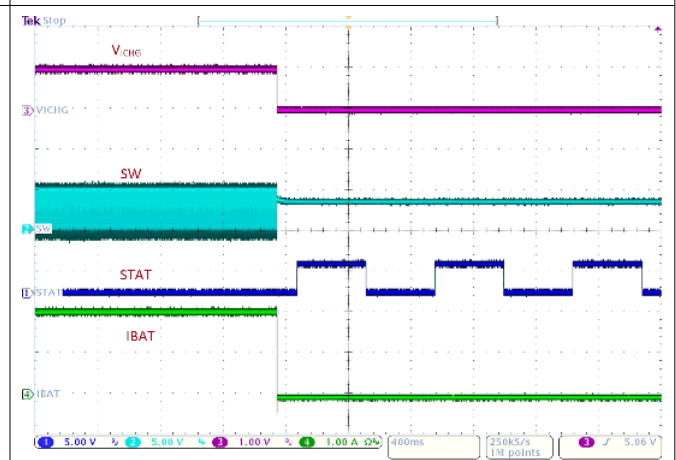 Tek Stop
VICHG
3 VICHG
SW
2 SW
STAT
1 STAT
IBAT
4 IBAT
1 5.00 V 2 5.00 V 3 1.00 V 4 1.00 A Ω 400ms 250kS/s 3 5.06 V
1M points